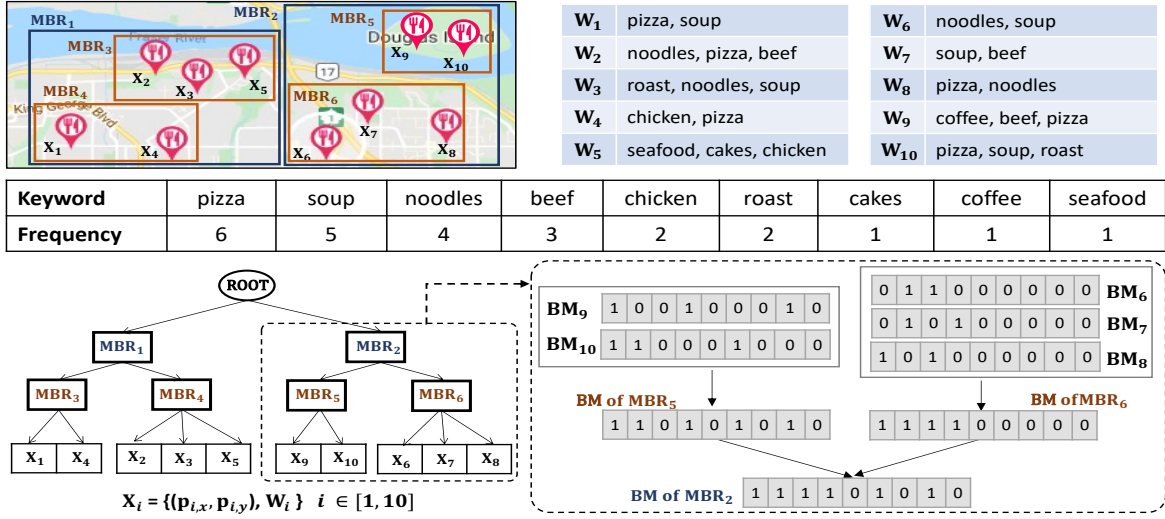 MBR₁ MBR₂
Fraser River
MBR₃ MBR₅
Douglas Island
X₉ X₁₀
X₂ X₃ X₅
17
MBR₄ MBR₆
King George Blvd
1
X₁ X₄ X₆ X₇ X₈
W₁ pizza, soup
W₂ noodles, pizza, beef
W₃ roast, noodles, soup
W₄ chicken, pizza
W₅ seafood, cakes, chicken
W₆ noodles, soup
W₇ soup, beef
W₈ pizza, noodles
W₉ coffee, beef, pizza
W₁₀ pizza, soup, roast
Keyword pizza soup noodles beef chicken roast cakes coffee seafood
Frequency 6 5 4 3 2 2 1 1 1
ROOT
MBR₁ MBR₂
MBR₃ MBR₄ MBR₅ MBR₆
X₁ X₄ X₂ X₃ X₅ X₉ X₁₀ X₆ X₇ X₈
Xᵢ = {(pᵢ,ₓ, pᵢ,ᵧ), Wᵢ } i ∈ [1, 10]
BM₉ 1 0 0 1 0 0 0 1 0
BM₁₀ 1 1 0 0 0 1 0 0 0
0 1 1 0 0 0 0 0 0 BM₆
0 1 0 1 0 0 0 0 0 BM₇
1 0 1 0 0 0 0 0 0 BM₈
BM of MBR₅
1 1 0 1 0 1 0 1 0
BM of MBR₆
1 1 1 1 0 0 0 0 0
BM of MBR₂ 1 1 1 1 0 1 0 1 0